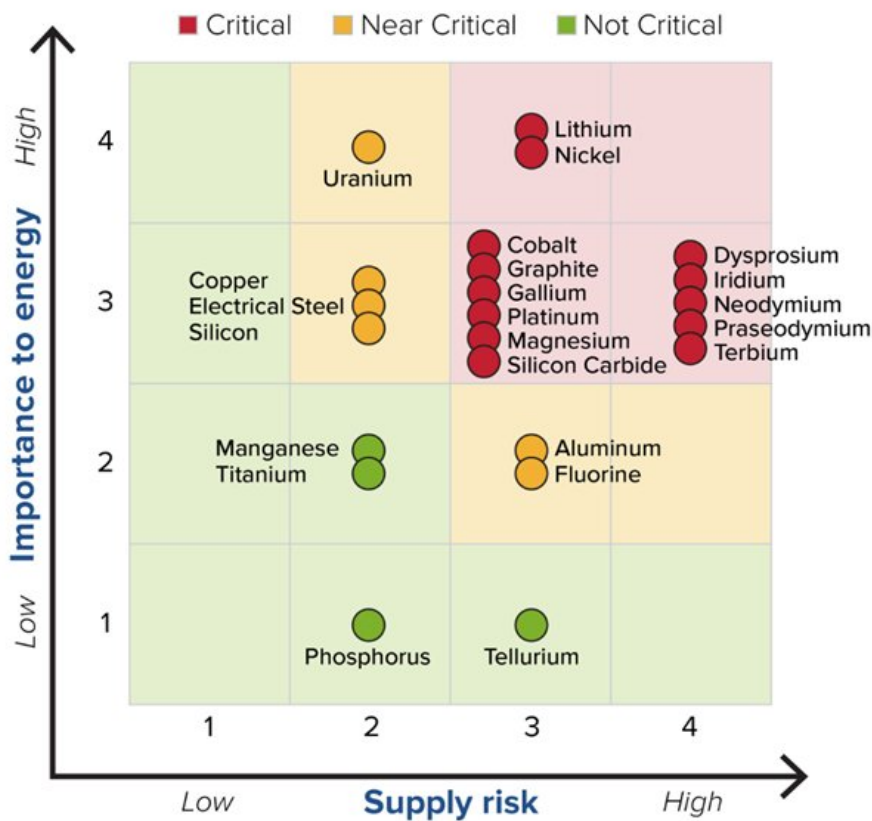 Critical
Near Critical
Not Critical
High
Importance to energy
Low
4
Uranium
Lithium
Nickel
3
Copper
Electrical Steel
Silicon
Cobalt
Graphite
Gallium
Platinum
Magnesium
Silicon Carbide
Dysprosium
Iridium
Neodymium
Praseodymium
Terbium
2
Manganese
Titanium
Aluminum
Fluorine
1
Phosphorus
Tellurium
1 2 3 4
Low
Supply risk
High